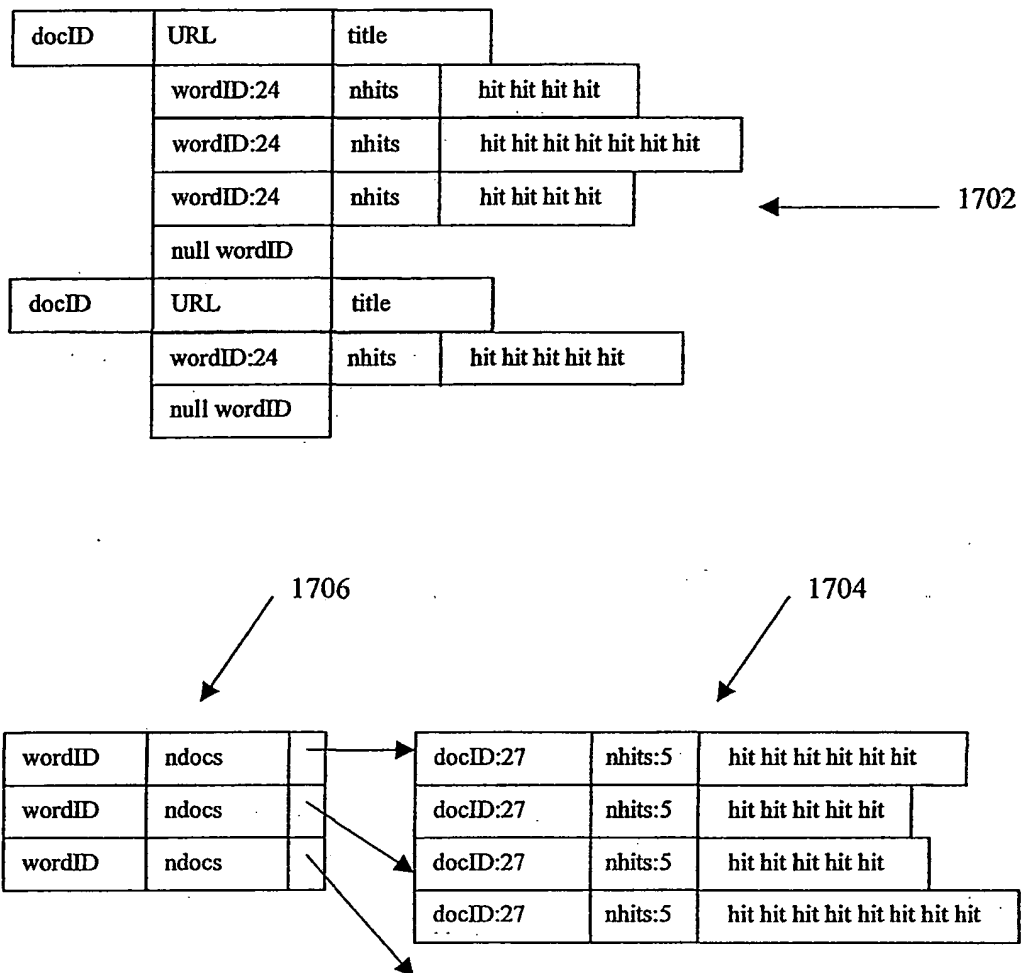 docID URL title
wordID:24 nhits hit hit hit hit
wordID:24 nhits hit hit hit hit hit hit hit
wordID:24 nhits hit hit hit hit
1702
null wordID
docID URL title
wordID:24 nhits hit hit hit hit hit
null wordID
1706 1704
wordID ndocs docID:27 nhits:5 hit hit hit hit hit hit
wordID ndocs docID:27 nhits:5 hit hit hit hit hit
wordID ndocs docID:27 nhits:5 hit hit hit hit hit
docID:27 nhits:5 hit hit hit hit hit hit hit hit